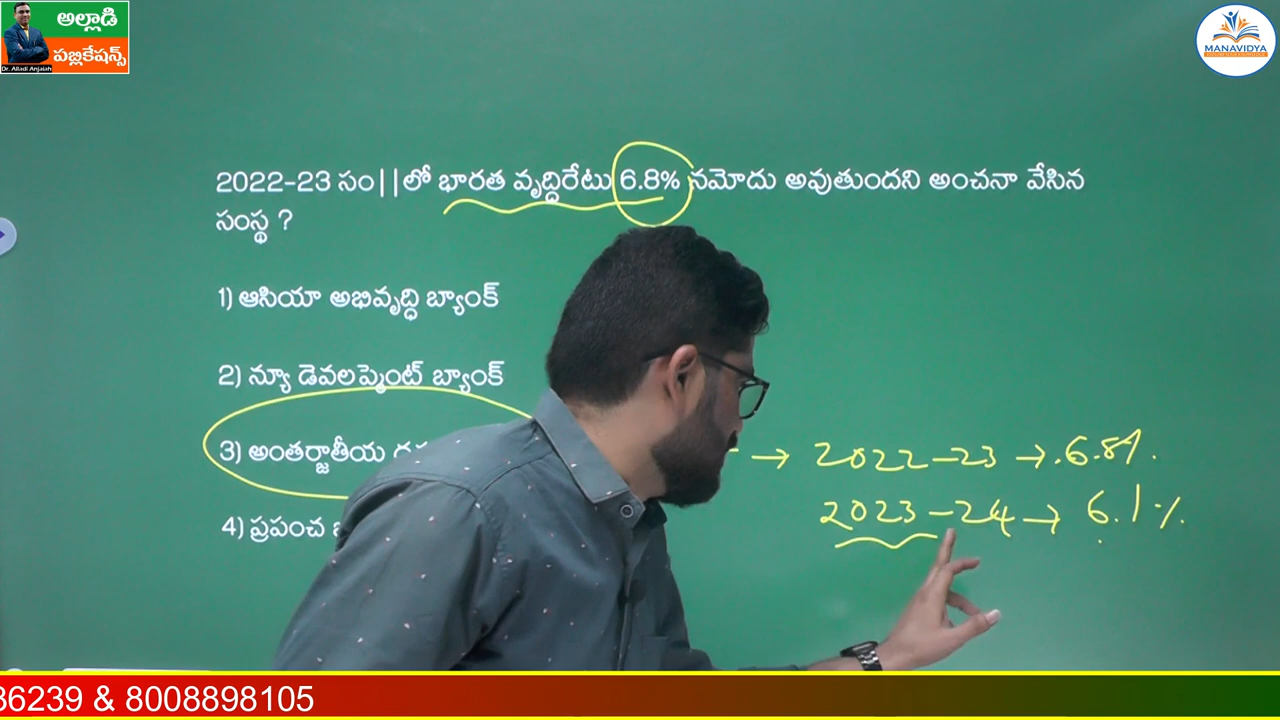 అల్లాడి
పబ్లికేషన్స్
Dr. Alladi Anjaiah
MANAVIDYA
2022-23 సం||లో భారత వృద్ధిరేటు 6.8% నమోదు అవుతుందని అంచనా వేసిన
సంస్థ ?
1) ఆసియా అభివృద్ధి బ్యాంక్
2) న్యూ డెవలప్మెంట్ బ్యాంక్
3) అంతర్జాతీయ
→ 2022-23 → 6.8%.
2023-24 → 6.1%.
4) ప్రపంచ
36239 & 8008898105